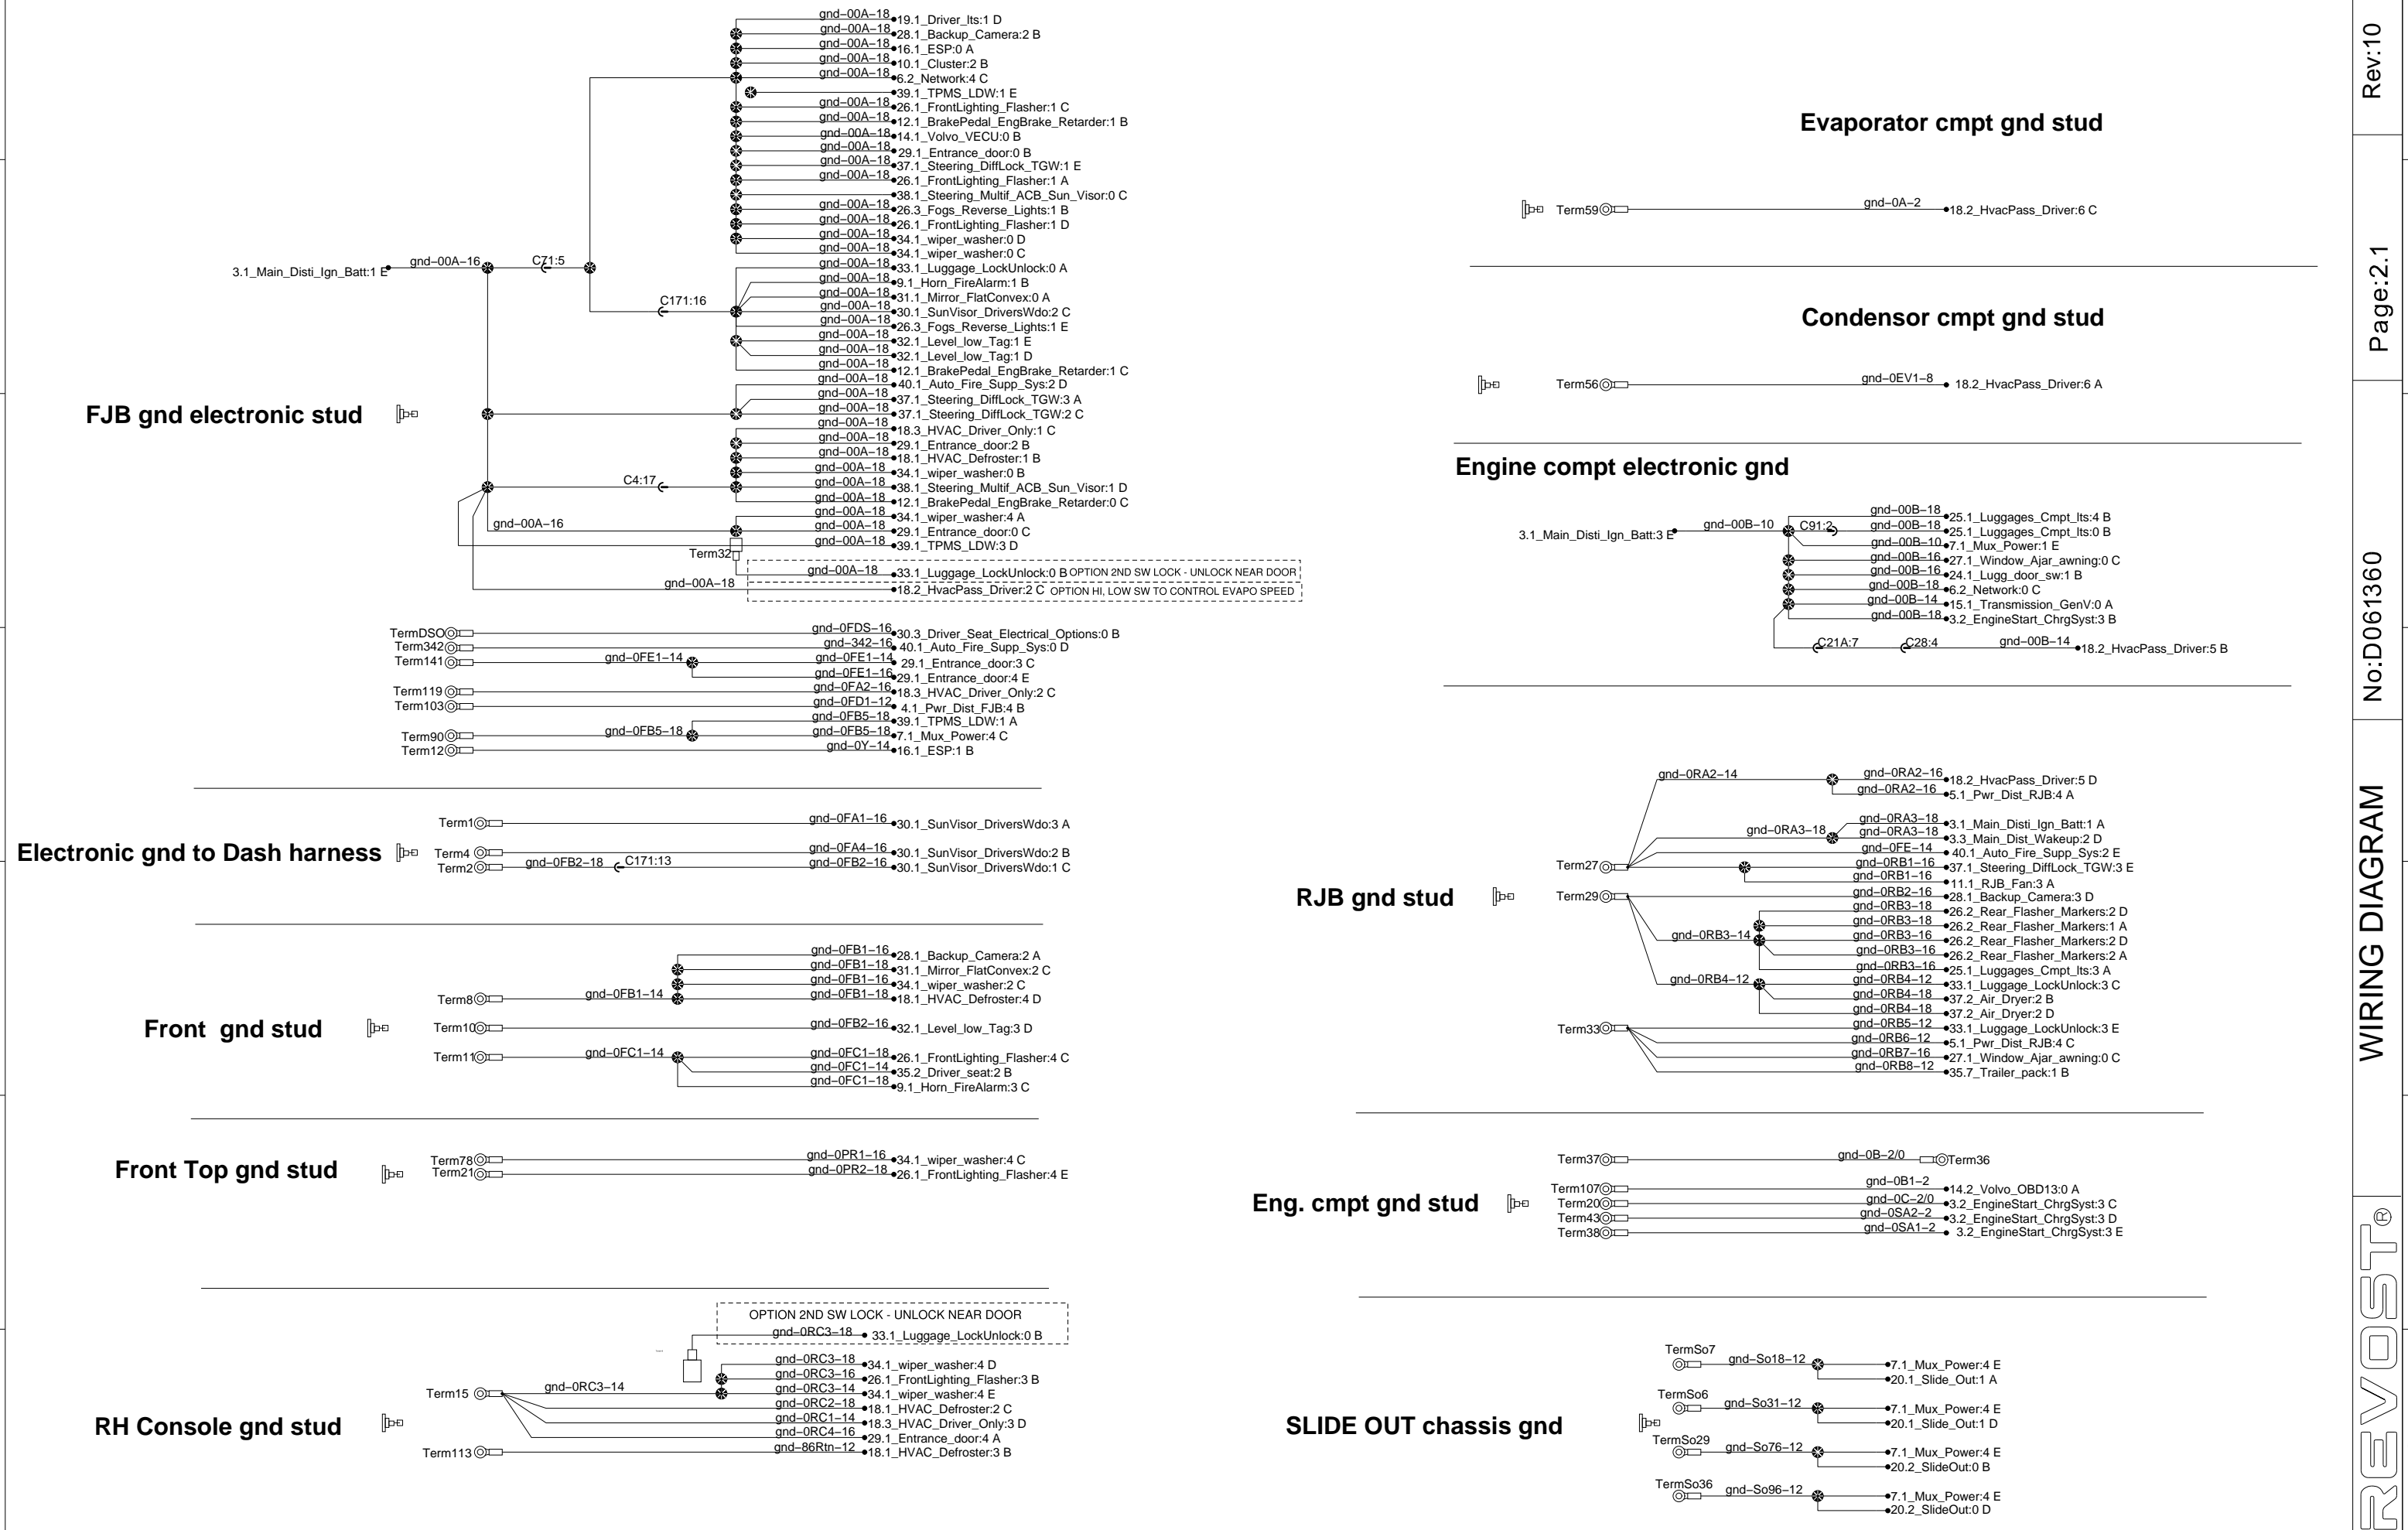 gnd-00A-18 19.1_Driver_lts:1 D
gnd-00A-18 28.1_Backup_Camera:2 B
gnd-00A-18 16.1_ESP:0 A
gnd-00A-18 10.1_Cluster:2 B
gnd-00A-18 6.2_Network:4 C
39.1_TPMS_LDW:1 E
gnd-00A-18 26.1_FrontLighting_Flasher:1 C
gnd-00A-18 12.1_BrakePedal_EngBrake_Retarder:1 B
gnd-00A-18 14.1_Volvo_VECU:0 B
gnd-00A-18 29.1_Entrance_door:0 B
gnd-00A-18 37.1_Steering_DiffLock_TGW:1 E
gnd-00A-18 26.1_FrontLighting_Flasher:1 A
38.1_Steering_Multif_ACB_Sun_Visor:0 C
gnd-00A-18 26.3_Fogs_Reverse_Lights:1 B
gnd-00A-18 26.1_FrontLighting_Flasher:1 D
gnd-00A-18 34.1_wiper_washer:0 D
gnd-00A-18 34.1_wiper_washer:0 C
3.1_Main_Disti_Ign_Batt:1 E gnd-00A-16 C71:5
gnd-00A-18 33.1_Luggage_LockUnlock:0 A
gnd-00A-18 9.1_Horn_FireAlarm:1 B
gnd-00A-18 31.1_Mirror_FlatConvex:0 A
C171:16 gnd-00A-18 30.1_SunVisor_DriversWdo:2 C
gnd-00A-18 26.3_Fogs_Reverse_Lights:1 E
gnd-00A-18 32.1_Level_low_Tag:1 E
gnd-00A-18 32.1_Level_low_Tag:1 D
gnd-00A-18 12.1_BrakePedal_EngBrake_Retarder:1 C
gnd-00A-18 40.1_Auto_Fire_Supp_Sys:2 D
gnd-00A-18 37.1_Steering_DiffLock_TGW:3 A
FJB gnd electronic stud
gnd-00A-18 37.1_Steering_DiffLock_TGW:2 C
gnd-00A-18 18.3_HVAC_Driver_Only:1 C
gnd-00A-18 29.1_Entrance_door:2 B
gnd-00A-18 18.1_HVAC_Defroster:1 B
gnd-00A-18 34.1_wiper_washer:0 B
C4:17 gnd-00A-18 38.1_Steering_Multif_ACB_Sun_Visor:1 D
gnd-00A-18 12.1_BrakePedal_EngBrake_Retarder:0 C
gnd-00A-18 34.1_wiper_washer:4 A
gnd-00A-16 gnd-00A-18 29.1_Entrance_door:0 C
gnd-00A-18 39.1_TPMS_LDW:3 D
Term32
gnd-00A-18 33.1_Luggage_LockUnlock:0 B OPTION 2ND SW LOCK - UNLOCK NEAR DOOR
gnd-00A-18 18.2_HvacPass_Driver:2 C OPTION HI, LOW SW TO CONTROL EVAPO SPEED
TermDSO gnd-0FDS-16 30.3_Driver_Seat_Electrical_Options:0 B
Term342 gnd-342-16 40.1_Auto_Fire_Supp_Sys:0 D
Term141 gnd-0FE1-14 gnd-0FE1-14 29.1_Entrance_door:3 C
gnd-0FE1-16 29.1_Entrance_door:4 E
Term119 gnd-0FA2-16 18.3_HVAC_Driver_Only:2 C
Term103 gnd-0FD1-12 4.1_Pwr_Dist_FJB:4 B
gnd-0FB5-18 39.1_TPMS_LDW:1 A
Term90 gnd-0FB5-18 gnd-0FB5-18 7.1_Mux_Power:4 C
Term12 gnd-0Y-14 16.1_ESP:1 B
Term1 gnd-0FA1-16 30.1_SunVisor_DriversWdo:3 A
Electronic gnd to Dash harness
Term4 gnd-0FA4-16 30.1_SunVisor_DriversWdo:2 B
Term2 gnd-0FB2-18 C171:13 gnd-0FB2-16 30.1_SunVisor_DriversWdo:1 C
gnd-0FB1-16 28.1_Backup_Camera:2 A
gnd-0FB1-18 31.1_Mirror_FlatConvex:2 C
gnd-0FB1-16 34.1_wiper_washer:2 C
Term8 gnd-0FB1-14 gnd-0FB1-18 18.1_HVAC_Defroster:4 D
Front gnd stud
Term10 gnd-0FB2-16 32.1_Level_low_Tag:3 D
Term11 gnd-0FC1-14 gnd-0FC1-18 26.1_FrontLighting_Flasher:4 C
gnd-0FC1-14 35.2_Driver_seat:2 B
gnd-0FC1-18 9.1_Horn_FireAlarm:3 C
Front Top gnd stud
Term78 gnd-0PR1-16 34.1_wiper_washer:4 C
Term21 gnd-0PR2-18 26.1_FrontLighting_Flasher:4 E
OPTION 2ND SW LOCK - UNLOCK NEAR DOOR
gnd-0RC3-18 33.1_Luggage_LockUnlock:0 B
gnd-0RC3-18 34.1_wiper_washer:4 D
gnd-0RC3-16 26.1_FrontLighting_Flasher:3 B
Term15 gnd-0RC3-14 gnd-0RC3-14 34.1_wiper_washer:4 E
gnd-0RC2-18 18.1_HVAC_Defroster:2 C
RH Console gnd stud
gnd-0RC1-14 18.3_HVAC_Driver_Only:3 D
gnd-0RC4-16 29.1_Entrance_door:4 A
Term113 gnd-86Rtn-12 18.1_HVAC_Defroster:3 B
Evaporator cmpt gnd stud
Term59 gnd-0A-2 18.2_HvacPass_Driver:6 C
Condensor cmpt gnd stud
Term56 gnd-0EV1-8 18.2_HvacPass_Driver:6 A
Engine compt electronic gnd
gnd-00B-18 25.1_Luggages_Cmpt_lts:4 B
3.1_Main_Disti_Ign_Batt:3 E gnd-00B-10 C91:2 gnd-00B-18 25.1_Luggages_Cmpt_lts:0 B
gnd-00B-10 7.1_Mux_Power:1 E
gnd-00B-16 27.1_Window_Ajar_awning:0 C
gnd-00B-16 24.1_Lugg_door_sw:1 B
gnd-00B-18 6.2_Network:0 C
gnd-00B-14 15.1_Transmission_GenV:0 A
gnd-00B-18 3.2_EngineStart_ChrgSyst:3 B
C21A:7 C28:4 gnd-00B-14 18.2_HvacPass_Driver:5 B
gnd-0RA2-14 gnd-0RA2-16 18.2_HvacPass_Driver:5 D
gnd-0RA2-16 5.1_Pwr_Dist_RJB:4 A
gnd-0RA3-18 3.1_Main_Disti_Ign_Batt:1 A
gnd-0RA3-18 gnd-0RA3-18 3.3_Main_Dist_Wakeup:2 D
gnd-0FE-14 40.1_Auto_Fire_Supp_Sys:2 E
Term27 gnd-0RB1-16 37.1_Steering_DiffLock_TGW:3 E
gnd-0RB1-16 11.1_RJB_Fan:3 A
RJB gnd stud
Term29 gnd-0RB2-16 28.1_Backup_Camera:3 D
gnd-0RB3-18 26.2_Rear_Flasher_Markers:2 D
gnd-0RB3-18 26.2_Rear_Flasher_Markers:1 A
gnd-0RB3-14 gnd-0RB3-16 26.2_Rear_Flasher_Markers:2 D
gnd-0RB3-16 26.2_Rear_Flasher_Markers:2 A
gnd-0RB3-16 25.1_Luggages_Cmpt_lts:3 A
gnd-0RB4-12 gnd-0RB4-12 33.1_Luggage_LockUnlock:3 C
gnd-0RB4-18 37.2_Air_Dryer:2 B
gnd-0RB4-18 37.2_Air_Dryer:2 D
Term33 gnd-0RB5-12 33.1_Luggage_LockUnlock:3 E
gnd-0RB6-12 5.1_Pwr_Dist_RJB:4 C
gnd-0RB7-16 27.1_Window_Ajar_awning:0 C
gnd-0RB8-12 35.7_Trailer_pack:1 B
Term37 gnd-0B-2/0 Term36
Eng. cmpt gnd stud
Term107 gnd-0B1-2 14.2_Volvo_OBD13:0 A
Term20 gnd-0C-2/0 3.2_EngineStart_ChrgSyst:3 C
Term43 gnd-0SA2-2 3.2_EngineStart_ChrgSyst:3 D
Term38 gnd-0SA1-2 3.2_EngineStart_ChrgSyst:3 E
TermSo7 gnd-So18-12 7.1_Mux_Power:4 E
20.1_Slide_Out:1 A
TermSo6 gnd-So31-12 7.1_Mux_Power:4 E
SLIDE OUT chassis gnd
20.1_Slide_Out:1 D
TermSo29 gnd-So76-12 7.1_Mux_Power:4 E
20.2_SlideOut:0 B
TermSo36 gnd-So96-12 7.1_Mux_Power:4 E
20.2_SlideOut:0 D
Rev:10
Page:2.1
No:D061360
WIRING DIAGRAM
REVOST®